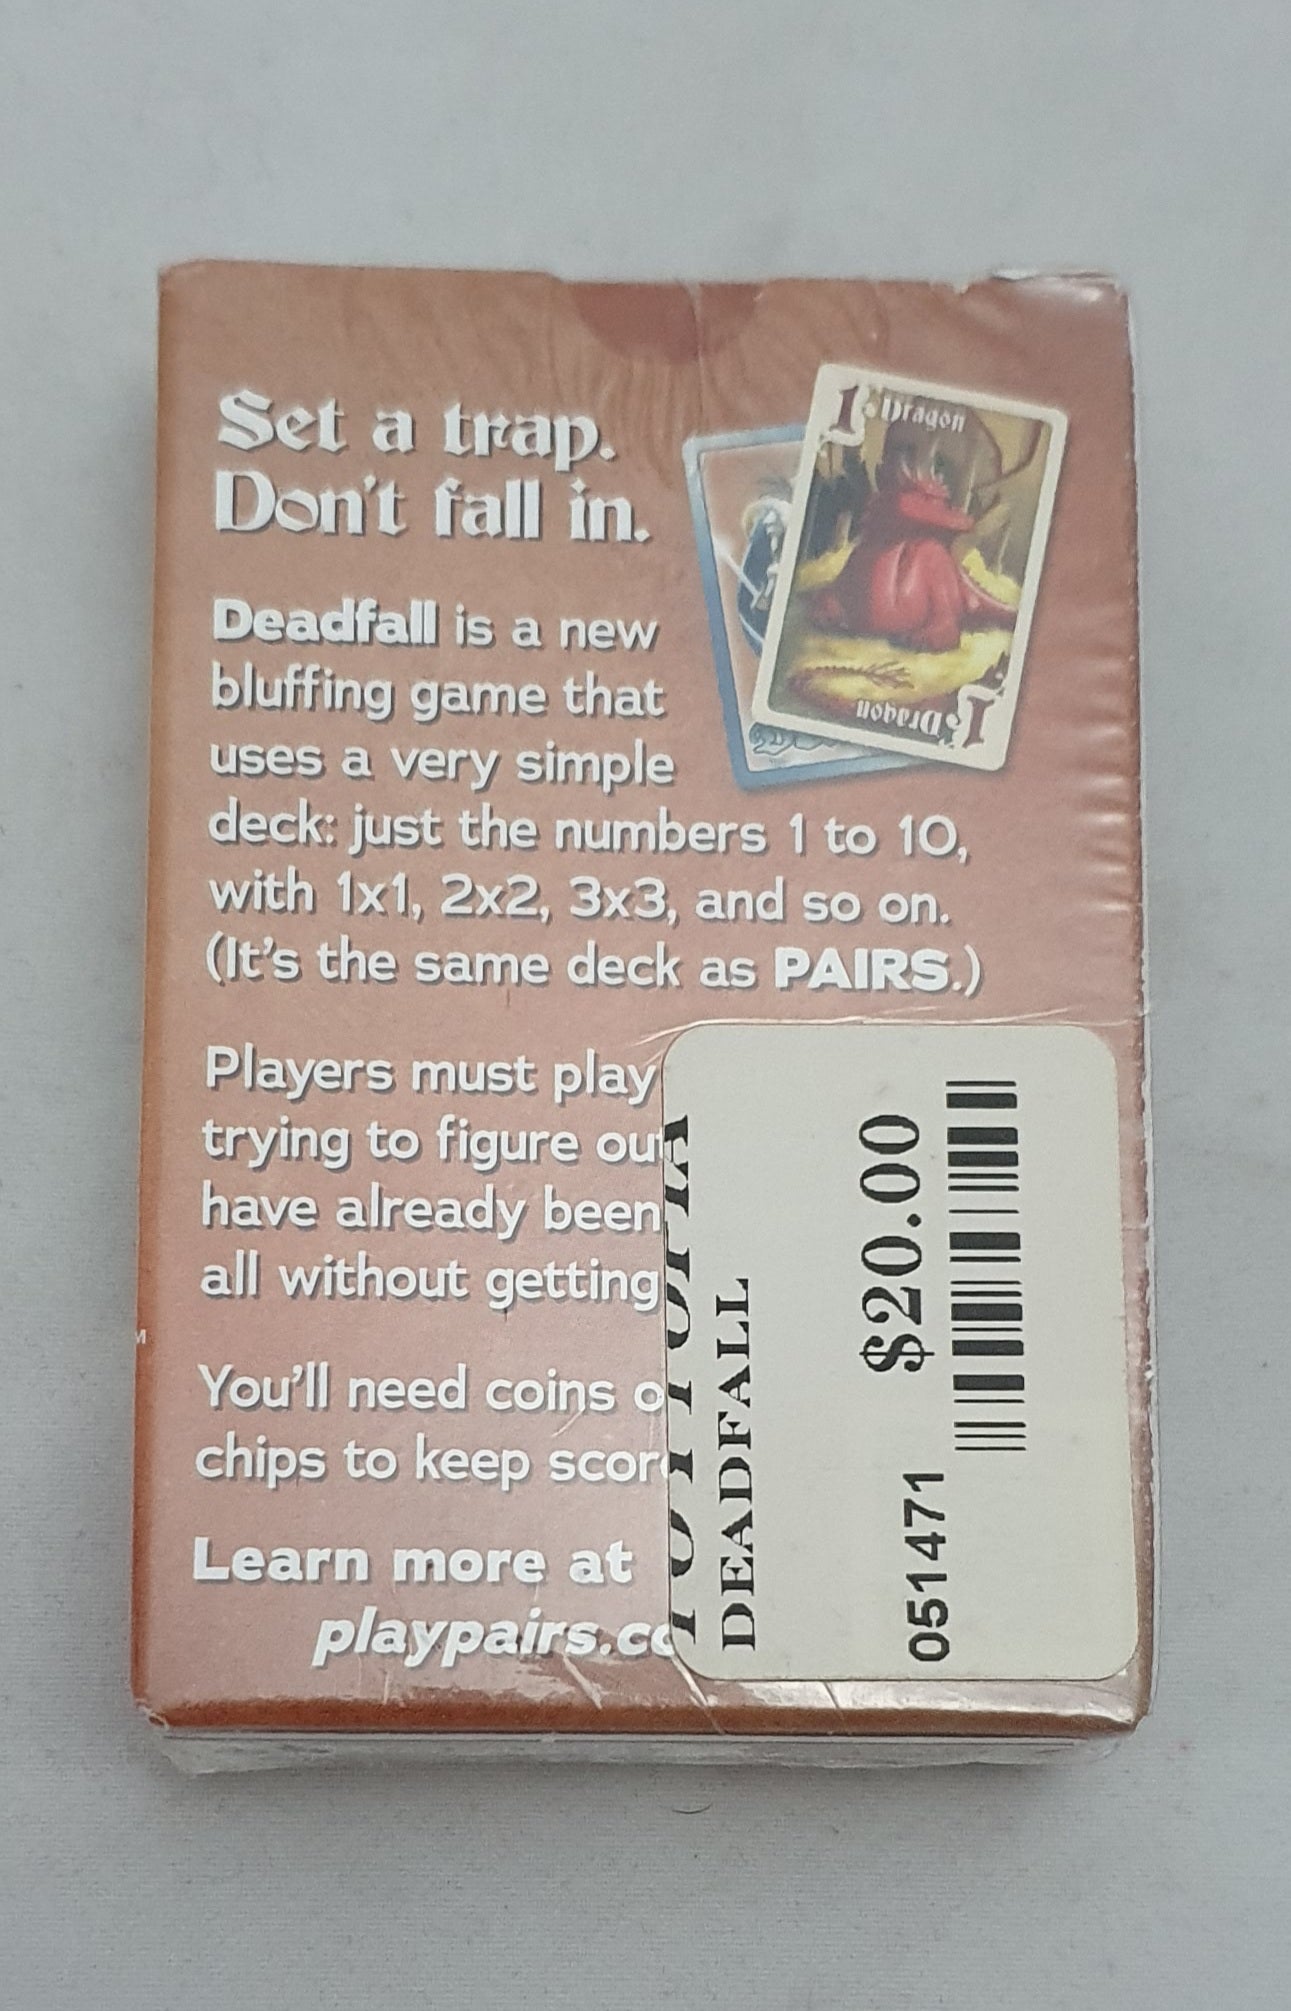 Set a trap.
Don't fall in.
1 Dragon
1 Dragon
Deadfall is a new
bluffing game that
uses a very simple
deck: just the numbers 1 to 10,
with 1x1, 2x2, 3x3, and so on.
(It's the same deck as PAIRS.)
Players must play
trying to figure out
have already been
all without getting
You'll need coins o
chips to keep scor
Learn more at
playpairs.co
DEADFALL
$20.00
051471